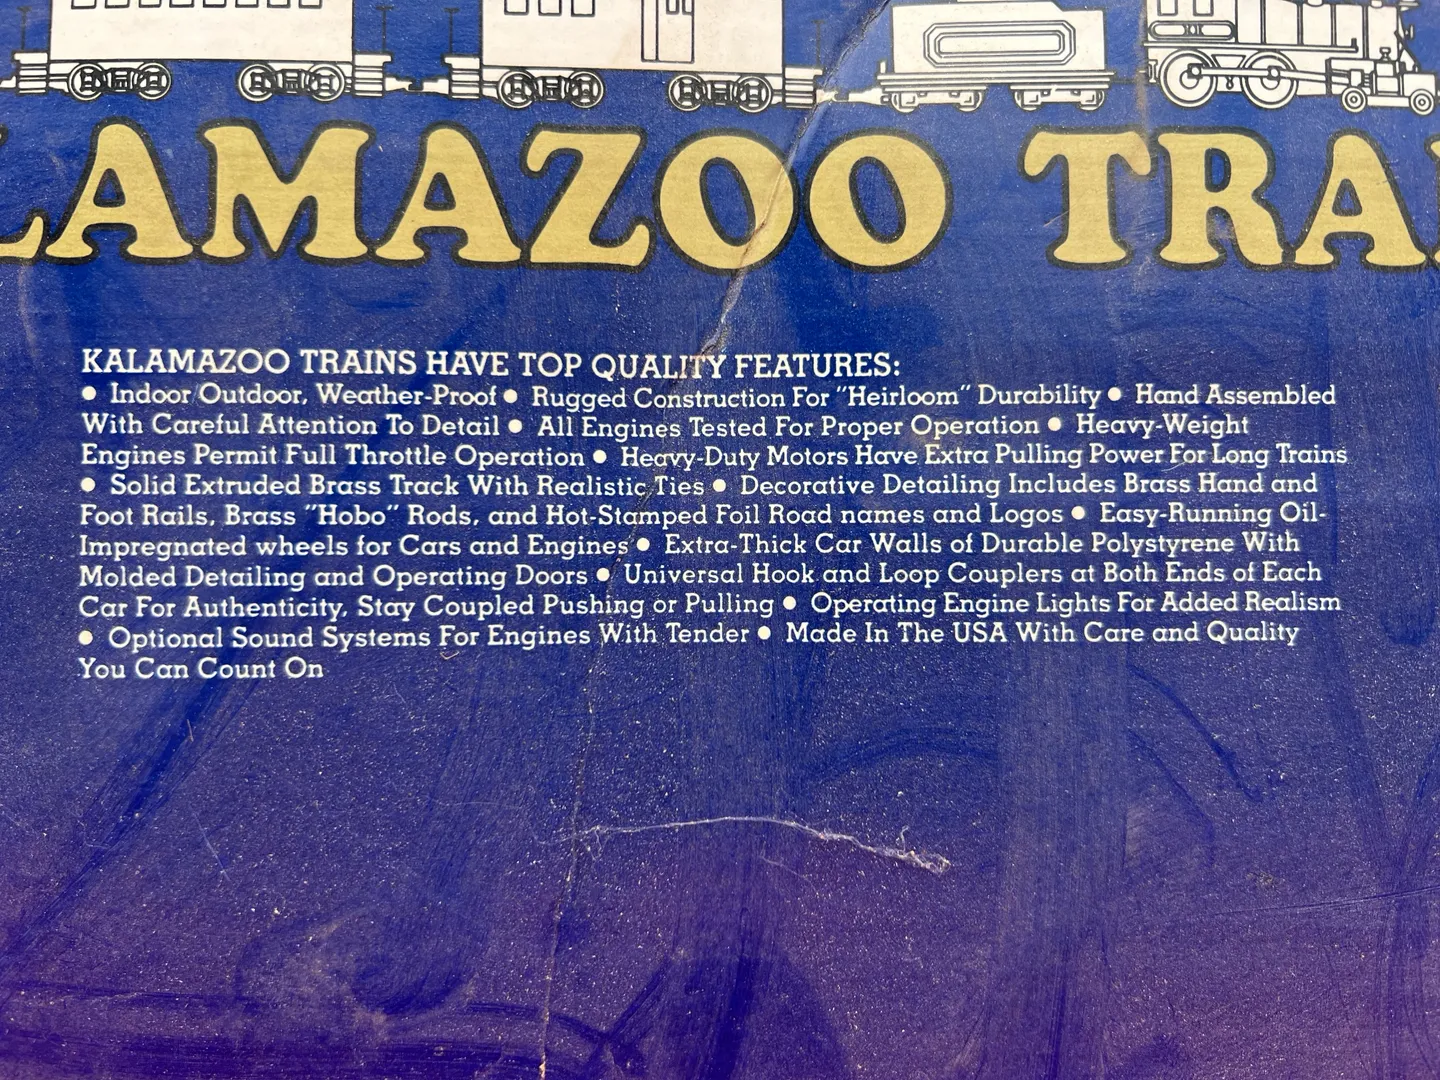 LAMAZOO TRA
KALAMAZOO TRAINS HAVE TOP QUALITY FEATURES:
● Indoor/Outdoor, Weather-Proof ● Rugged Construction For "Heirloom" Durability ● Hand Assembled
With Careful Attention To Detail ● All Engines Tested For Proper Operation ● Heavy-Weight
Engines Permit Full Throttle Operation ● Heavy-Duty Motors Have Extra Pulling Power For Long Trains
● Solid Extruded Brass Track With Realistic Ties ● Decorative Detailing Includes Brass Hand and
Foot Rails, Brass "Hobo" Rods, and Hot-Stamped Foil Road names and Logos ● Easy-Running Oil-
Impregnated wheels for Cars and Engines ● Extra-Thick Car Walls of Durable Polystyrene With
Molded Detailing and Operating Doors ● Universal Hook and Loop Couplers at Both Ends of Each
Car For Authenticity, Stay Coupled Pushing or Pulling ● Operating Engine Lights For Added Realism
● Optional Sound Systems For Engines With Tender ● Made In The USA With Care and Quality
You Can Count On